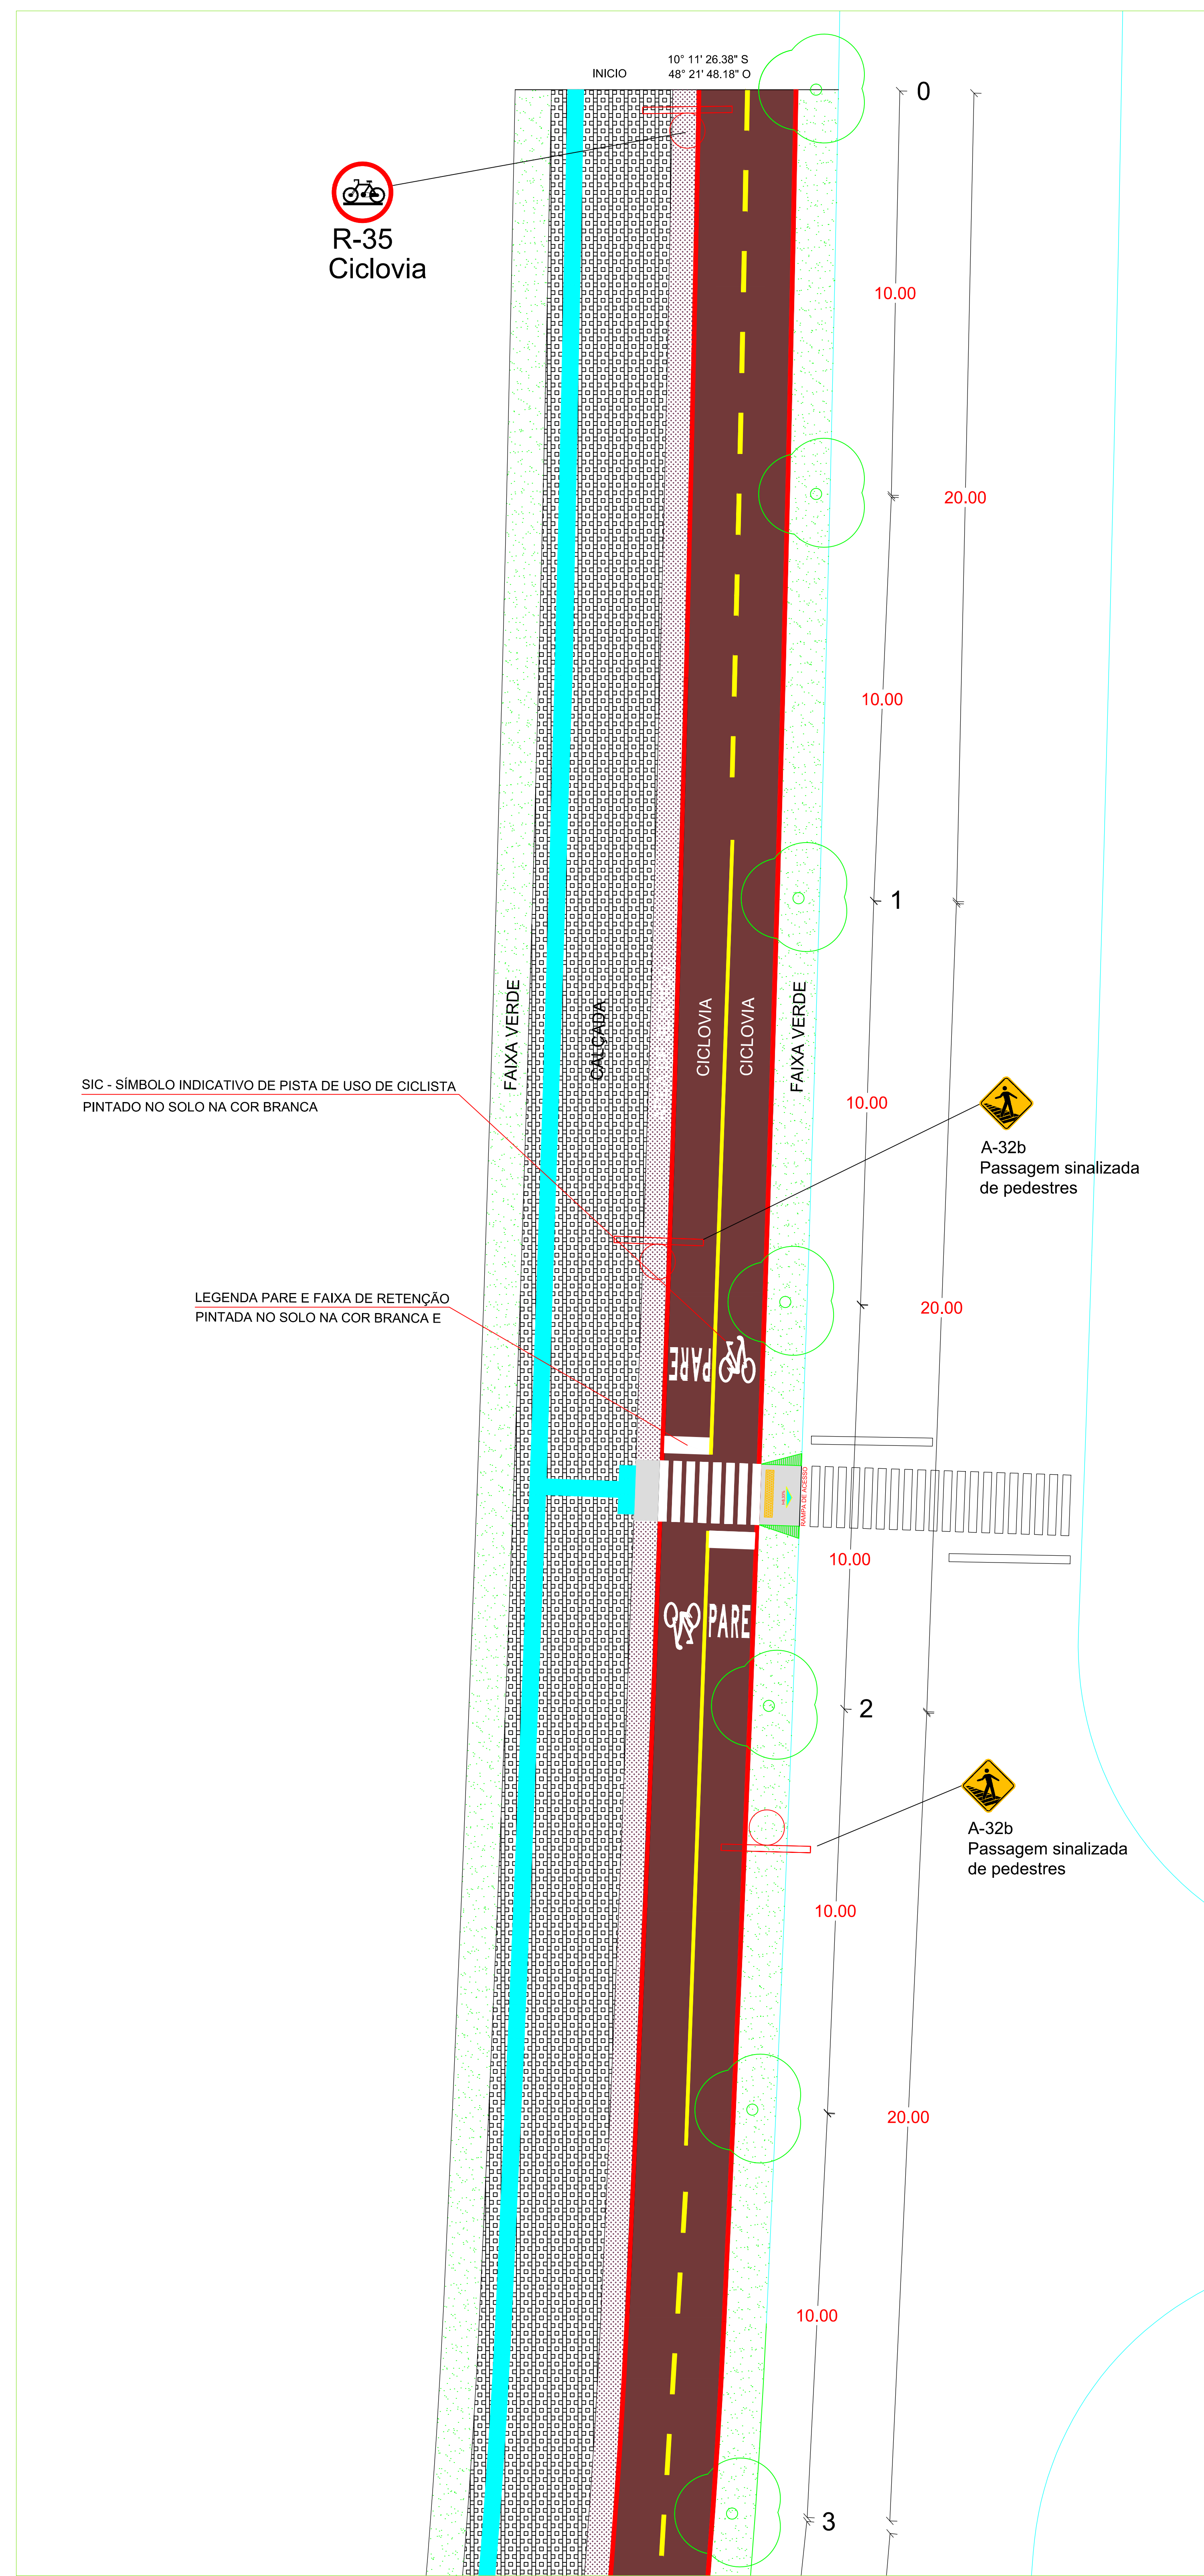 INICIO
10° 11' 26.38" S
48° 21' 48.18" O
0
R-35
Ciclovia
10.00
20.00
10.00
1
FAIXA VERDE
CALÇADA
CICLOVIA
CICLOVIA
FAIXA VERDE
SIC - SÍMBOLO INDICATIVO DE PISTA DE USO DE CICLISTA
PINTADO NO SOLO NA COR BRANCA
10.00
A-32b
Passagem sinalizada
de pedestres
LEGENDA PARE E FAIXA DE RETENÇÃO
PINTADA NO SOLO NA COR BRANCA E
20.00
PARE
RAMPA DE ACESSO
10.00
PARE
2
A-32b
Passagem sinalizada
de pedestres
10.00
20.00
10.00
3